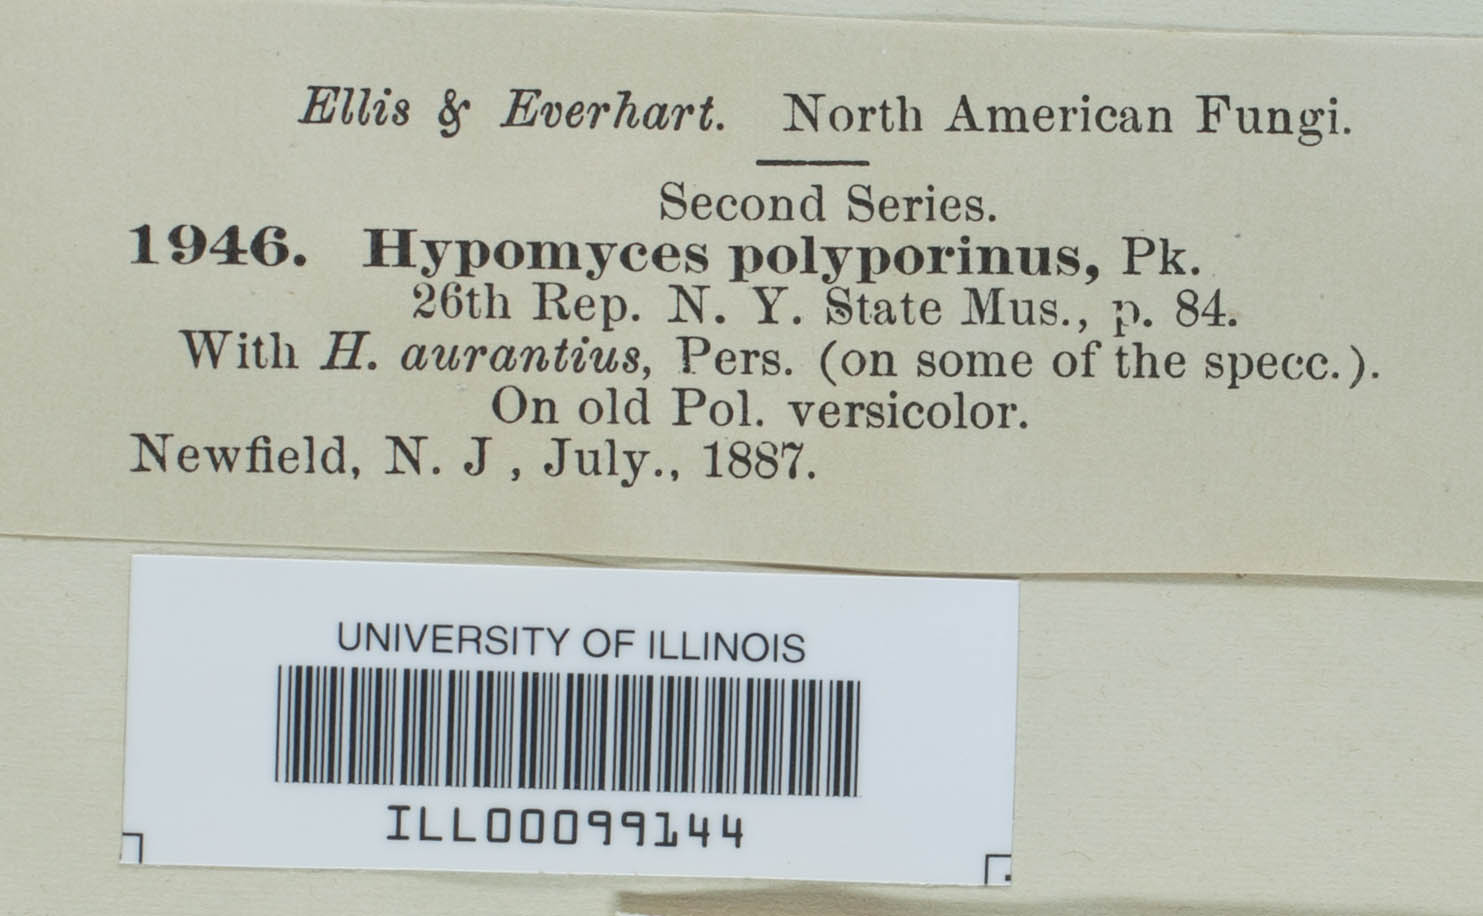 Ellis & Everhart. North American Fungi.
Second Series.
1946. Hypomyces polyporinus, Pk.
26th Rep. N. Y. State Mus., p. 84.
With H. aurantius, Pers. (on some of the specc.).
On old Pol. versicolor.
Newfield, N. J , July., 1887.
UNIVERSITY OF ILLINOIS
ILL00099144